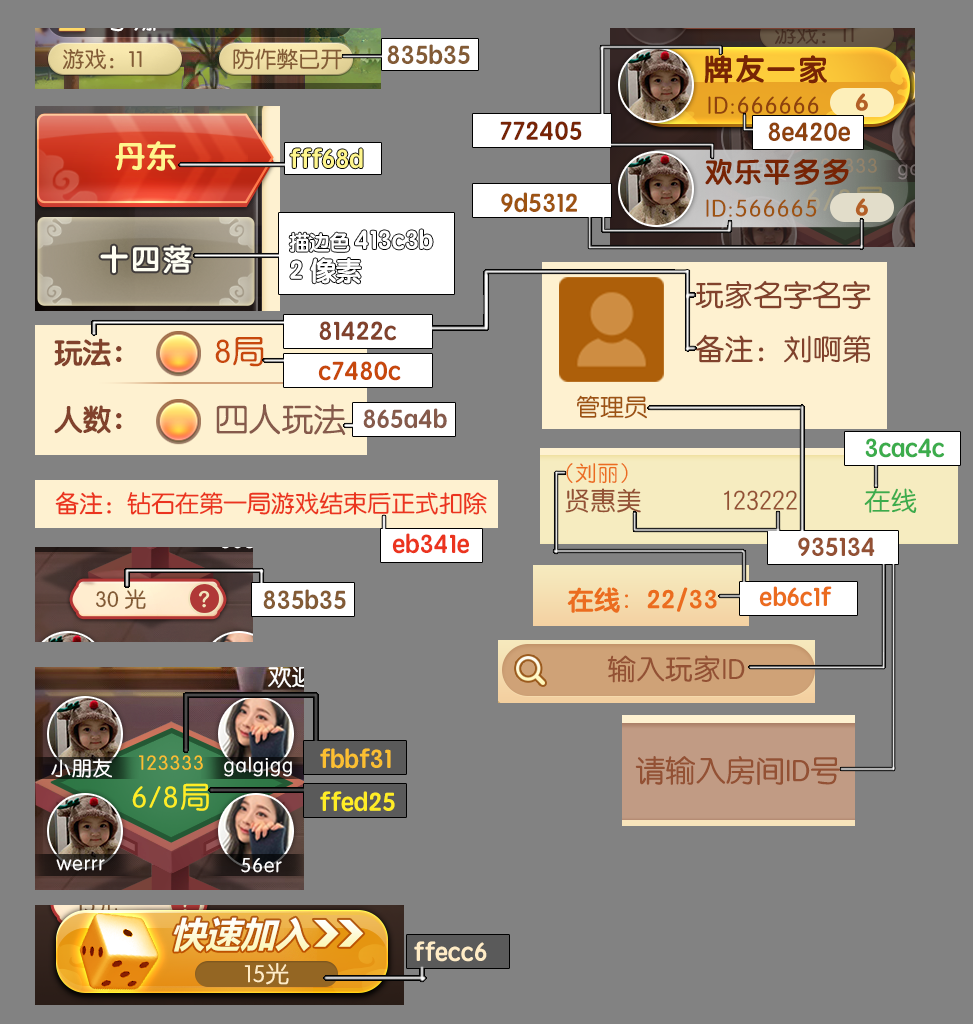 游戏：11
防作弊已开
835b35
丹东
fff68d
十四落
描边色 413c3b
2 像素
玩法：
8局
81422c
c7480c
人数：
四人玩法
865a4b
备注：钻石在第一局游戏结束后正式扣除
eb341e
30 光
?
835b35
欢迎
小朋友
123333
galgjgg
6/8局
werrr
56er
fbbf31
ffed25
快速加入
15光
ffecc6
游戏：11
牌友一家
ID:666666
6
772405
8e420e
欢乐平多多
ID:566665
6
9d5312
玩家名字名字
备注：刘啊第
管理员
3cac4c
(刘丽)
贤惠美
123222
在线
935134
在线：22/33
eb6c1f
输入玩家ID
请输入房间ID号